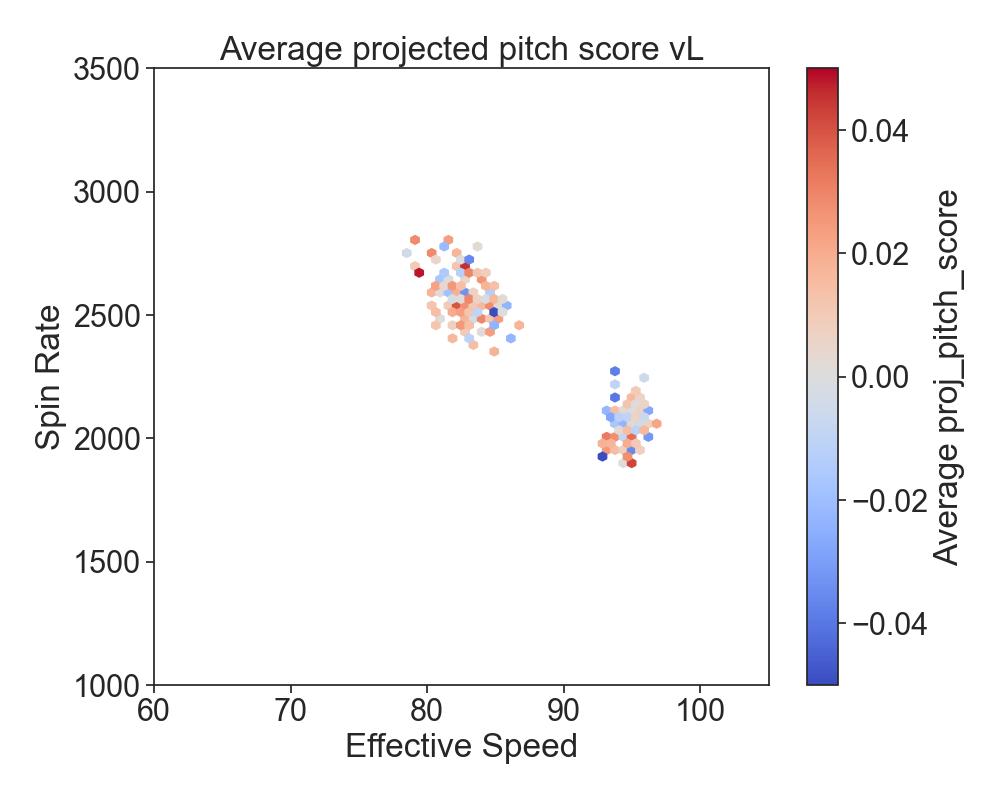 Average projected pitch score vL
3500
3000
2500
2000
1500
1000
Spin Rate
60 70 80 90 100
Effective Speed
0.04
0.02
0.00
−0.02
−0.04
Average proj_pitch_score